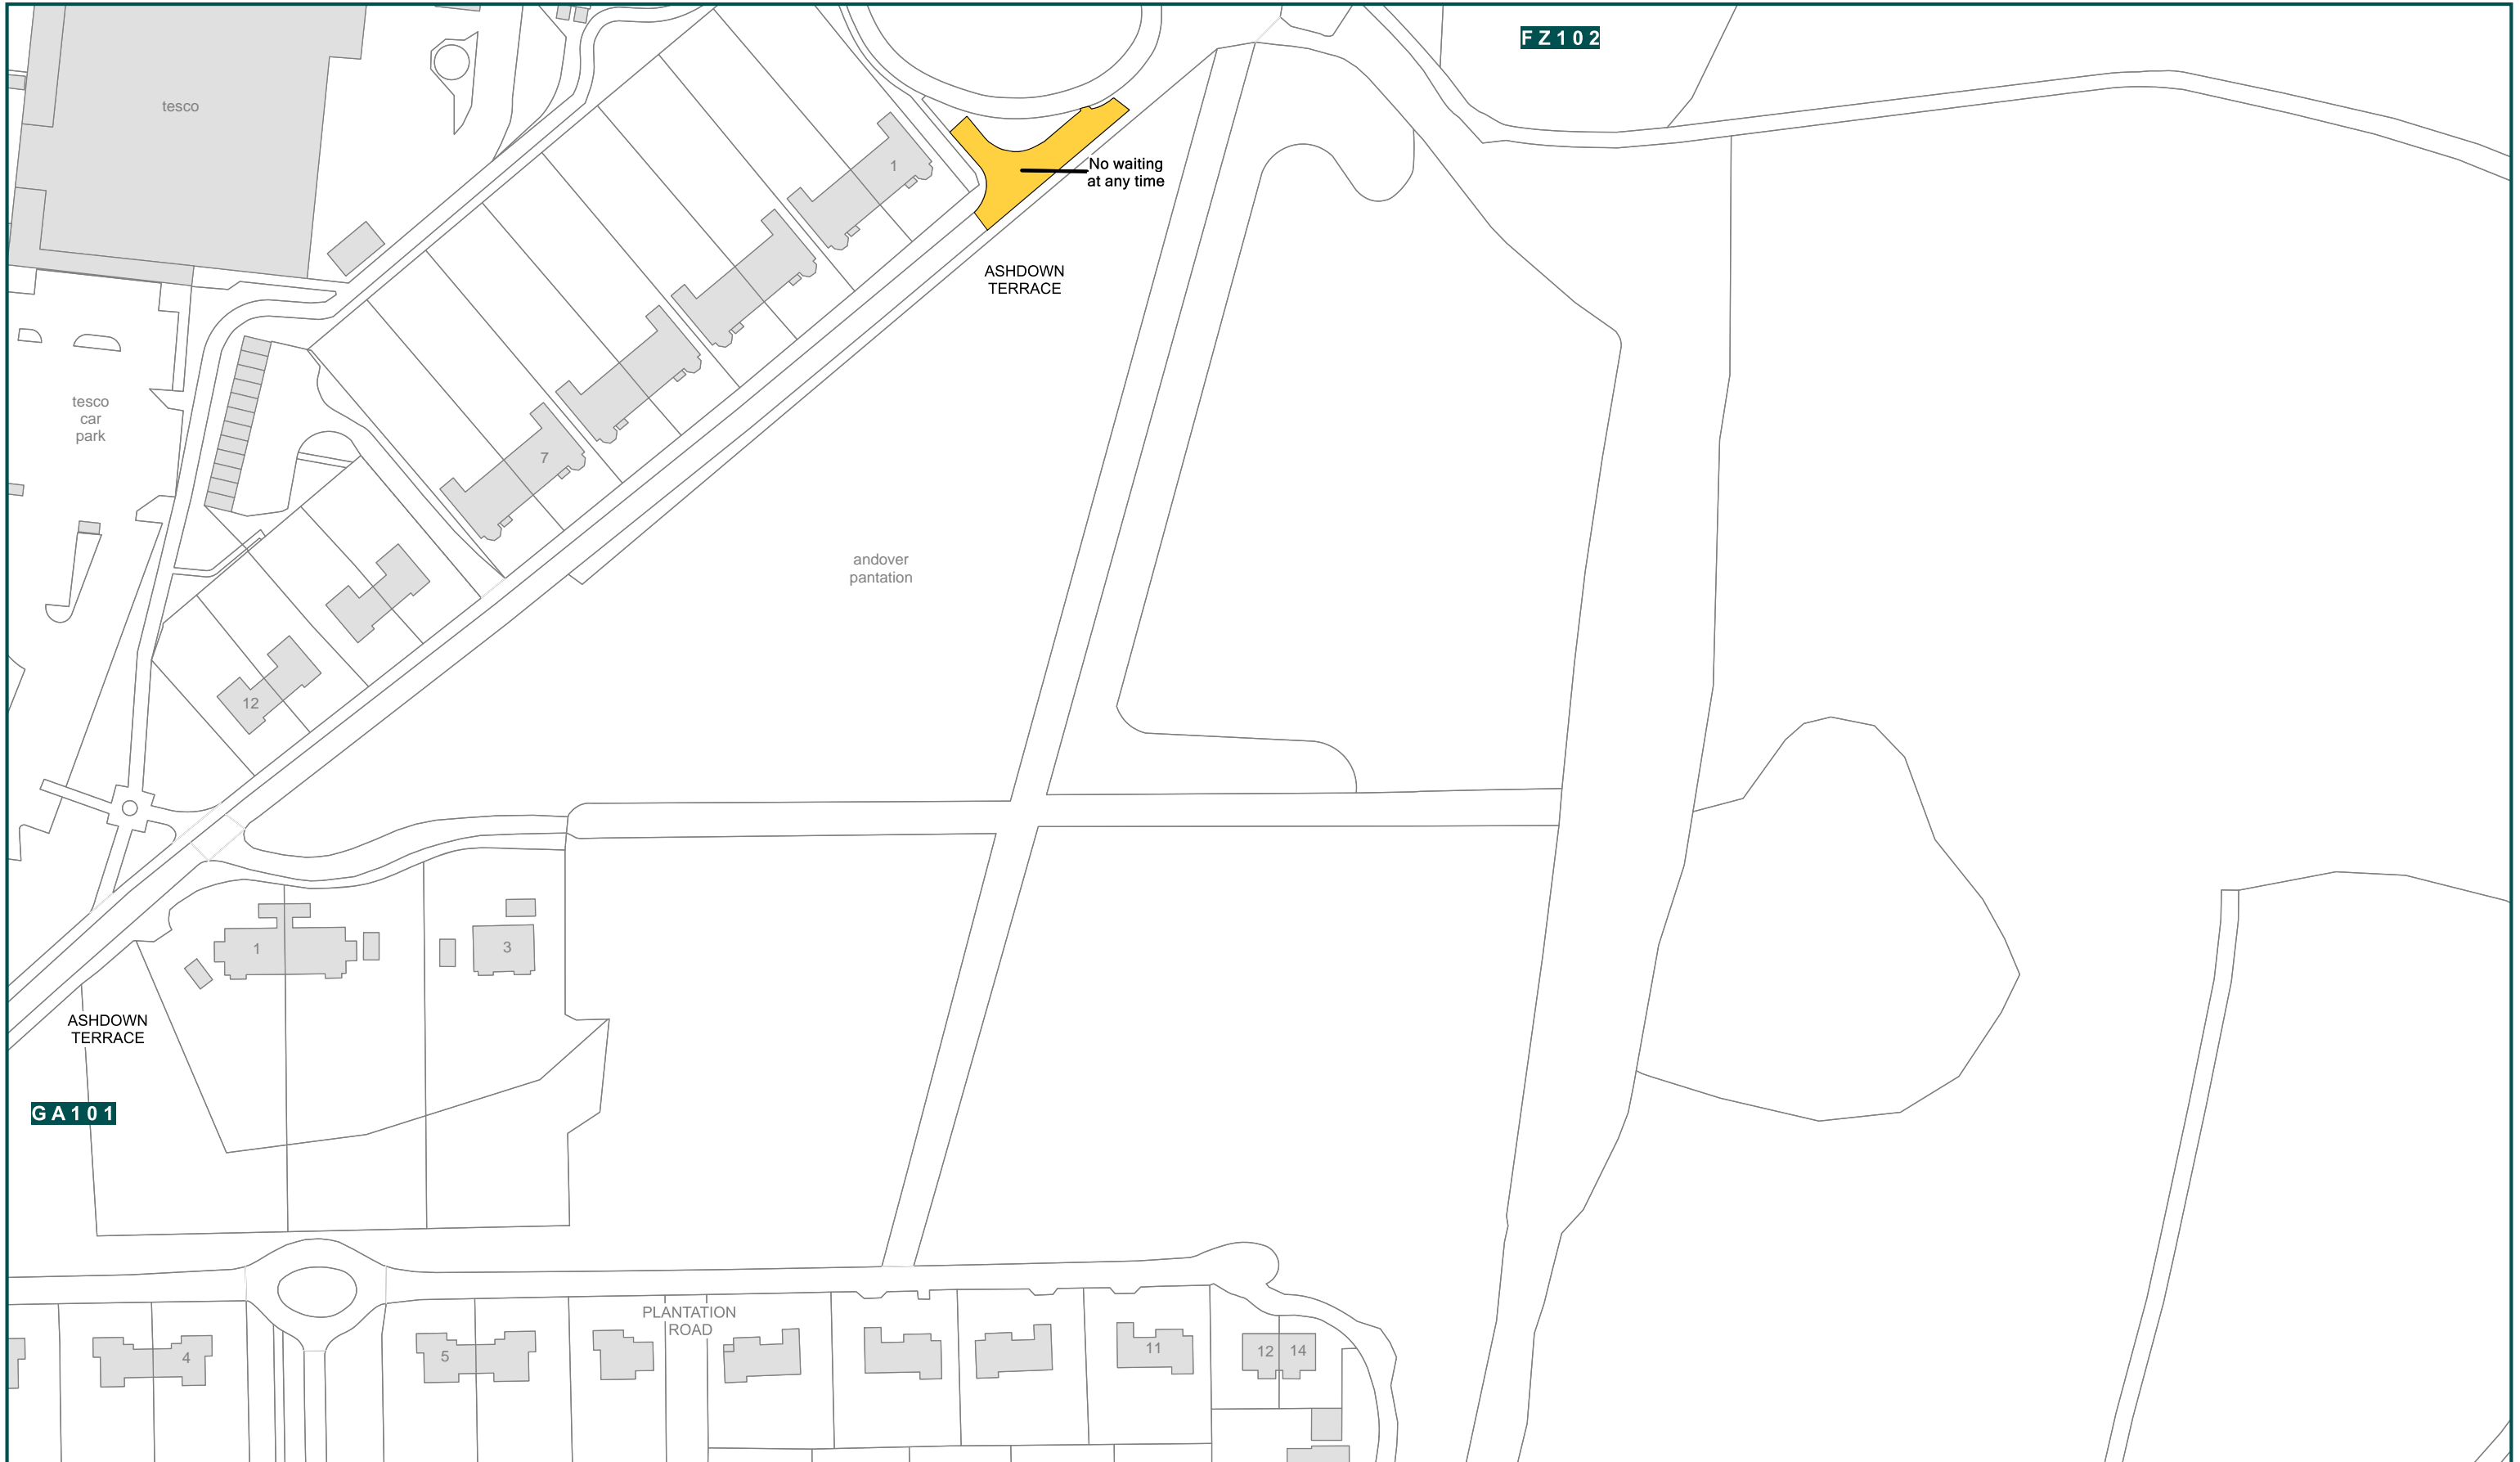 FZ102
tesco
1
No waiting
at any time
ASHDOWN
TERRACE
tesco
car
park
7
andover
pantation
12
1
3
ASHDOWN
TERRACE
GA101
PLANTATION
ROAD
4
5
11
12
14